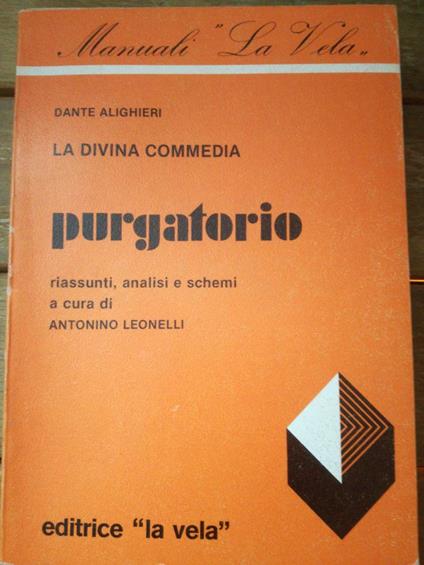 Manuali "La Vela"
DANTE ALIGHIERI
LA DIVINA COMMEDIA
purgatorio
riassunti, analisi e schemi
a cura di
ANTONINO LEONELLI
editrice "la vela"